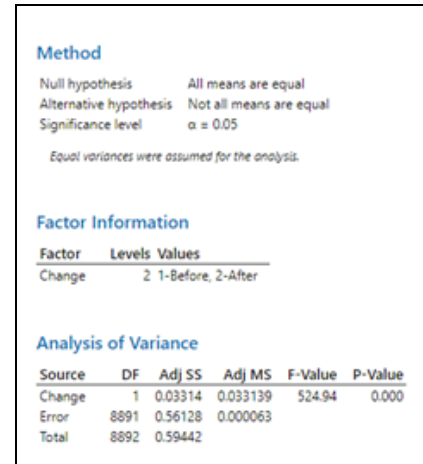 Method
Null hypothesis All means are equal
Alternative hypothesis Not all means are equal
Significance level α = 0.05
Equal variances were assumed for the analysis.
Factor Information
Factor Levels Values
Change 2 1-Before, 2-After
Analysis of Variance
Source DF Adj SS Adj MS F-Value P-Value
Change 1 0.03314 0.033139 524.94 0.000
Error 8891 0.56128 0.000063
Total 8892 0.59442